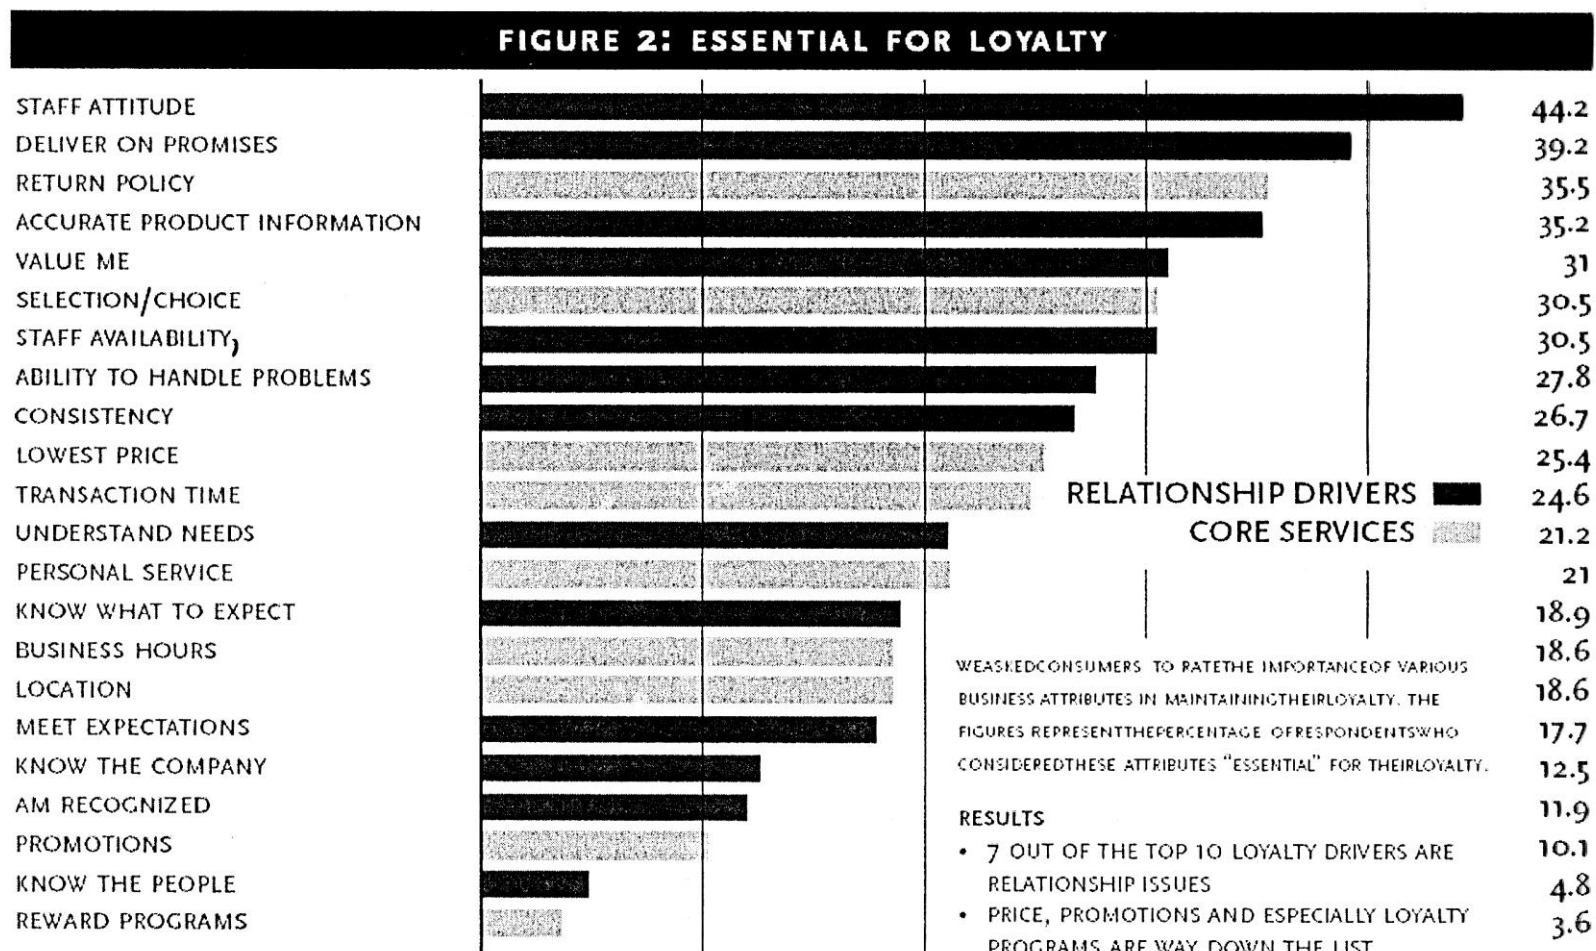 FIGURE 2: ESSENTIAL FOR LOYALTY
STAFF ATTITUDE 44.2
DELIVER ON PROMISES 39.2
RETURN POLICY 35.5
ACCURATE PRODUCT INFORMATION 35.2
VALUE ME 31
SELECTION/CHOICE 30.5
STAFF AVAILABILITY, 30.5
ABILITY TO HANDLE PROBLEMS 27.8
CONSISTENCY 26.7
LOWEST PRICE 25.4
TRANSACTION TIME RELATIONSHIP DRIVERS 24.6
UNDERSTAND NEEDS CORE SERVICES 21.2
PERSONAL SERVICE 21
KNOW WHAT TO EXPECT 18.9
BUSINESS HOURS 18.6
LOCATION 18.6
MEET EXPECTATIONS 17.7
KNOW THE COMPANY 12.5
AM RECOGNIZED 11.9
PROMOTIONS 10.1
KNOW THE PEOPLE 4.8
REWARD PROGRAMS 3.6
WEASKEDCONSUMERS TO RATETHE IMPORTANCEOF VARIOUS
BUSINESS ATTRIBUTES IN MAINTAININGTHEIRLOYALTY. THE
FIGURES REPRESENTTHEPERCENTAGE OFRESPONDENTSWHO
CONSIDEREDTHESE ATTRIBUTES "ESSENTIAL" FOR THEIRLOYALTY.
RESULTS
• 7 OUT OF THE TOP 10 LOYALTY DRIVERS ARE
RELATIONSHIP ISSUES
• PRICE, PROMOTIONS AND ESPECIALLY LOYALTY
PROGRAMS ARE WAY DOWN THE LIST